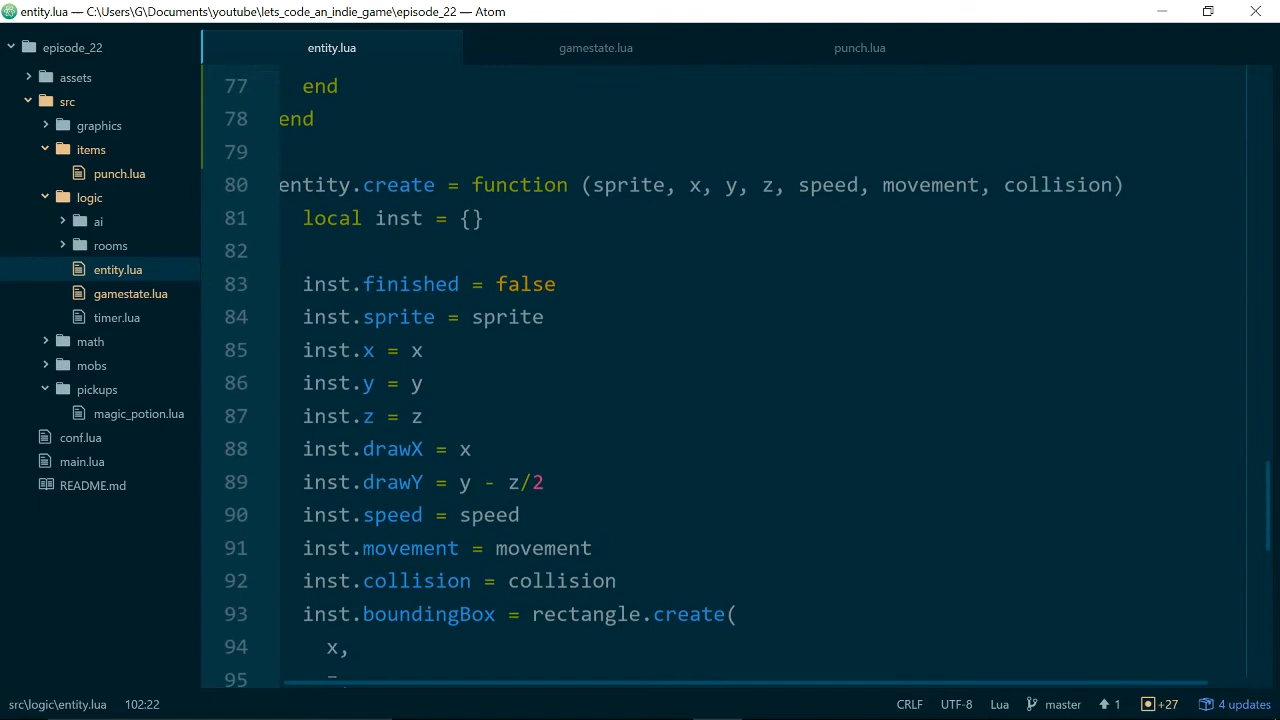 entity.lua — C:\Users\G\Documents\youtube\lets_code_an_indie_game\episode_22 — Atom
episode_22
assets
src
graphics
items
punch.lua
logic
ai
rooms
entity.lua
gamestate.lua
timer.lua
math
mobs
pickups
magic_potion.lua
conf.lua
main.lua
README.md
entity.lua gamestate.lua punch.lua
77 end
78 end
79
80 entity.create = function (sprite, x, y, z, speed, movement, collision)
81 local inst = {}
82
83 inst.finished = false
84 inst.sprite = sprite
85 inst.x = x
86 inst.y = y
87 inst.z = z
88 inst.drawX = x
89 inst.drawY = y - z/2
90 inst.speed = speed
91 inst.movement = movement
92 inst.collision = collision
93 inst.boundingBox = rectangle.create(
94 x,
95
src\logic\entity.lua 102:22 CRLF UTF-8 Lua master 1 +27 4 updates